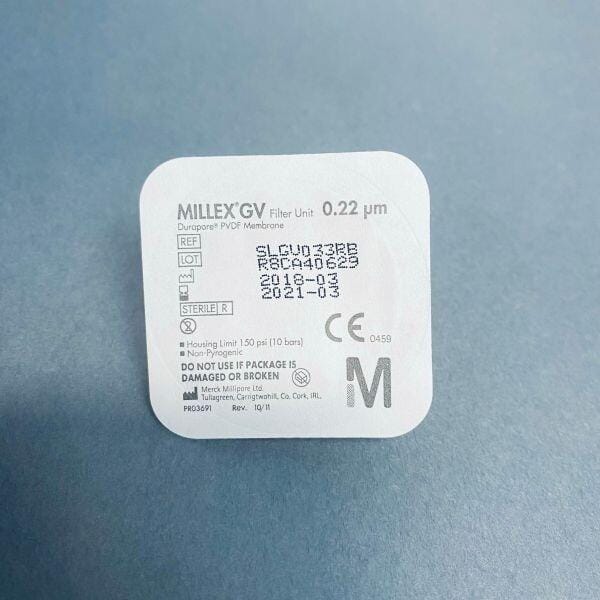 MILLEX®GV Filter Unit 0.22 µm
Durapore® PVDF Membrane
REF SLGV033RB
LOT R8CA40629
2018-03
2021-03
STERILE R
2
CE 0459
■ Housing Limit 150 psi (10 bars)
■ Non-Pyrogenic
DO NOT USE IF PACKAGE IS
DAMAGED OR BROKEN
M
Merck Millipore Ltd.
Tullagreen, Carrigtwohill, Co. Cork, IRL.
PR03691 Rev. 10/11